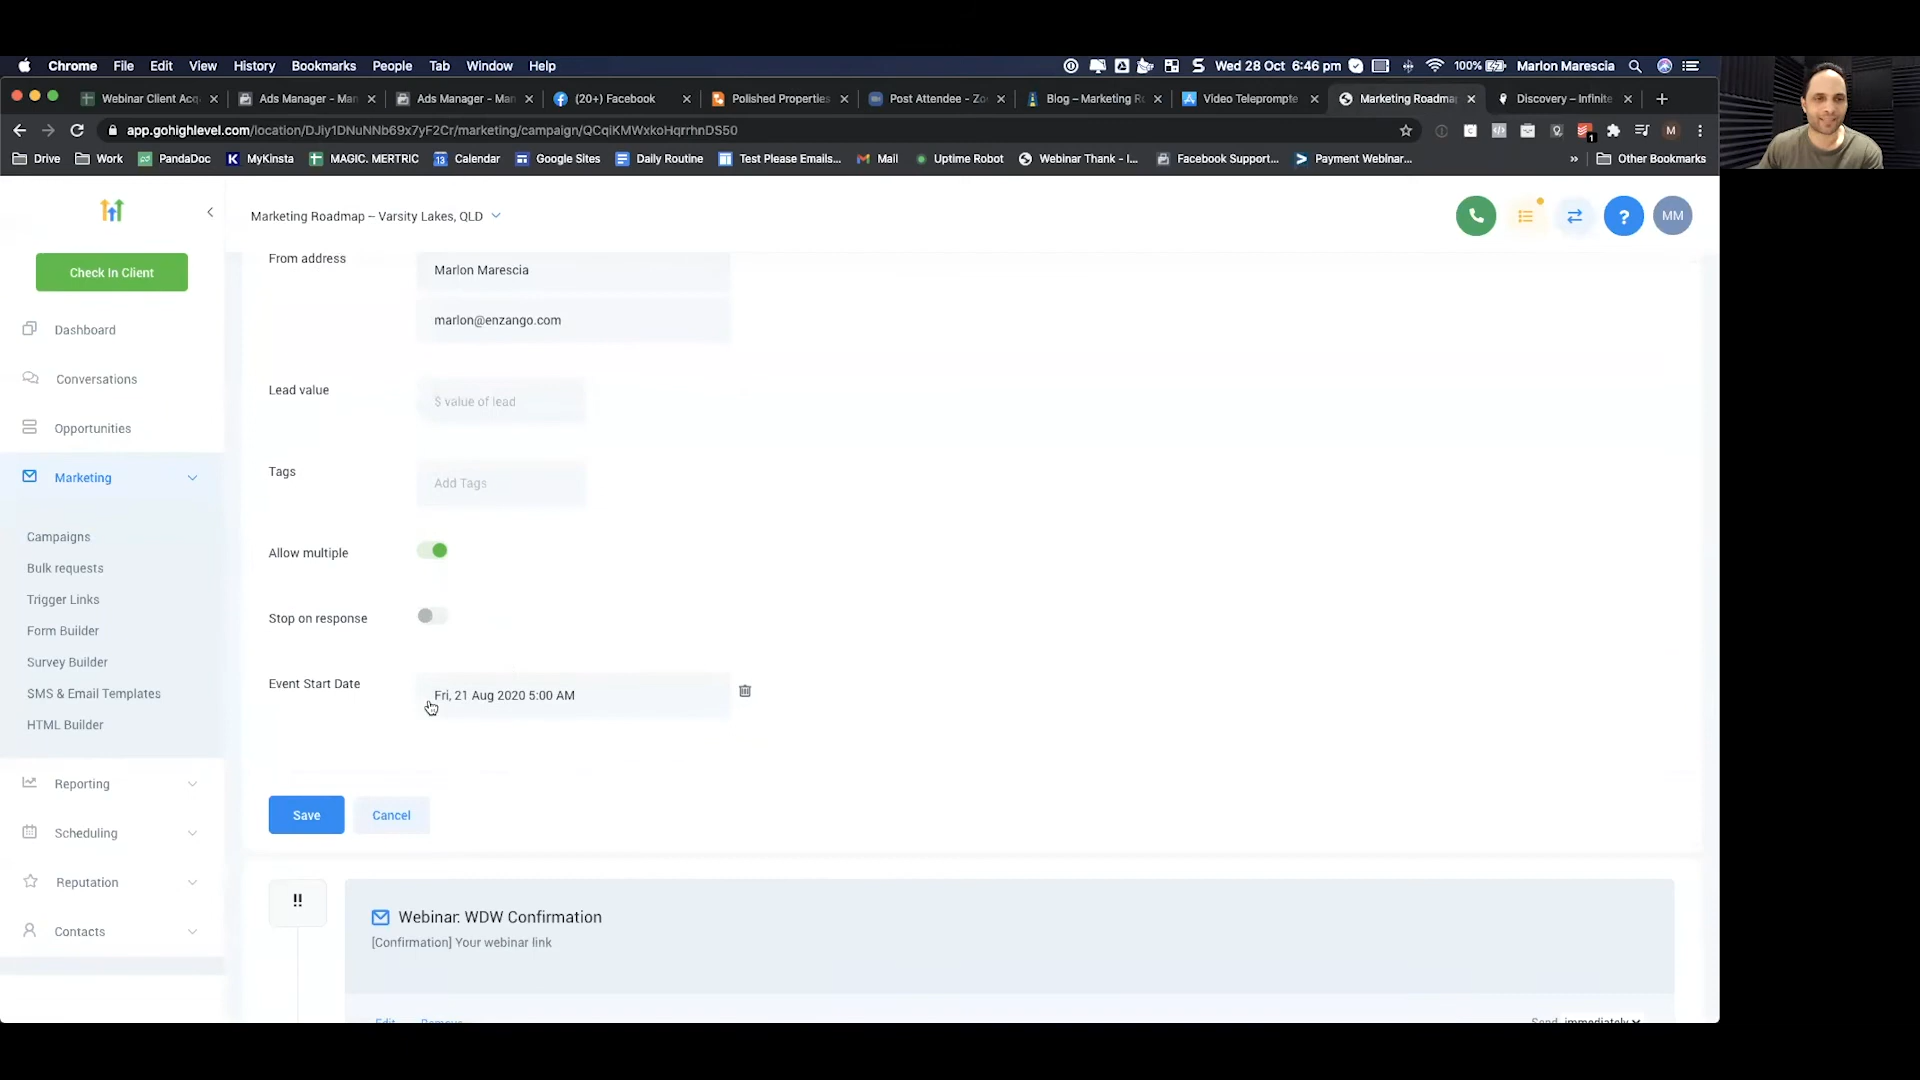 Chrome File Edit View History Bookmarks People Tab Window Help Wed 28 Oct 6:46 pm 100% Marlon Marescia
Webinar Client Acq Ads Manager - Man Ads Manager - Man (20+) Facebook Polished Properties Post Attendee - Zo Blog – Marketing R Video Teleprompte Marketing Roadma Discovery – Infinite
app.gohighlevel.com/location/DJiy1DNuNNb69x7yF2Cr/marketing/campaign/QCqiKMWxkoHqrrhnDS50
Drive Work PandaDoc MyKinsta MAGIC. MERTRIC Calendar Google Sites Daily Routine Test Please Emails... Mail Uptime Robot Webinar Thank - I... Facebook Support... Payment Webinar... » Other Bookmarks
Marketing Roadmap -- Varsity Lakes, QLD
? MM
Check In Client
Dashboard
Conversations
Opportunities
Marketing
Campaigns
Bulk requests
Trigger Links
Form Builder
Survey Builder
SMS & Email Templates
HTML Builder
Reporting
Scheduling
Reputation
Contacts
From address
Marlon Marescia
marlon@enzango.com
Lead value
$ value of lead
Tags
Add Tags
Allow multiple
Stop on response
Event Start Date
Fri, 21 Aug 2020 5:00 AM
Save Cancel
!!
Webinar: WDW Confirmation
[Confirmation] Your webinar link
Edit Remove Send immediately